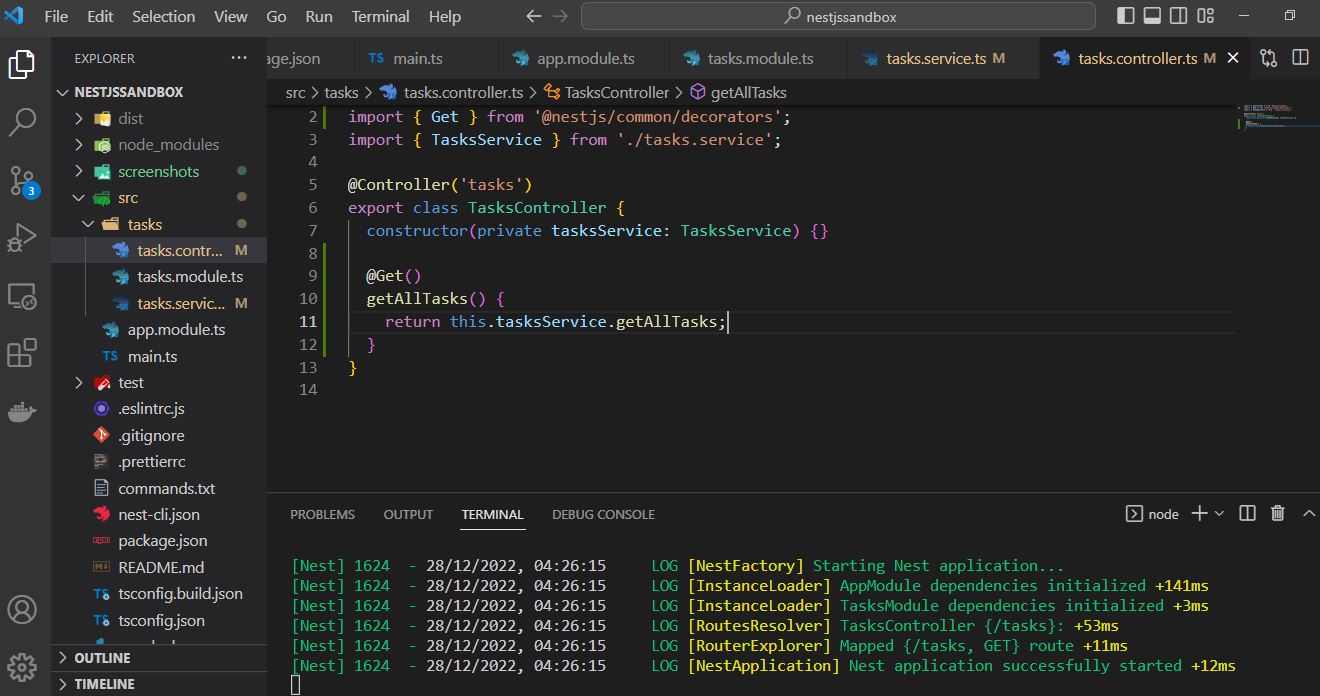 File Edit Selection View Go Run Terminal Help
nestjssandbox
EXPLORER
age.json
TS main.ts
app.module.ts
tasks.module.ts
tasks.service.ts M
tasks.controller.ts M
src > tasks > tasks.controller.ts > TasksController > getAllTasks
NESTJSSANDBOX
dist
node_modules
screenshots
src
tasks
tasks.contr... M
tasks.module.ts
tasks.servic... M
app.module.ts
TS main.ts
test
.eslintrc.js
.gitignore
.prettierrc
commands.txt
nest-cli.json
package.json
README.md
TS tsconfig.build.json
TS tsconfig.json
OUTLINE
TIMELINE
3
2 import { Get } from '@nestjs/common/decorators';
3 import { TasksService } from './tasks.service';
4
5 @Controller('tasks')
6 export class TasksController {
7 constructor(private tasksService: TasksService) {}
8
9 @Get()
10 getAllTasks() {
11 return this.tasksService.getAllTasks;
12 }
13 }
14
PROBLEMS OUTPUT TERMINAL DEBUG CONSOLE
node
[Nest] 1624 - 28/12/2022, 04:26:15 LOG [NestFactory] Starting Nest application...
[Nest] 1624 - 28/12/2022, 04:26:15 LOG [InstanceLoader] AppModule dependencies initialized +141ms
[Nest] 1624 - 28/12/2022, 04:26:15 LOG [InstanceLoader] TasksModule dependencies initialized +3ms
[Nest] 1624 - 28/12/2022, 04:26:15 LOG [RoutesResolver] TasksController {/tasks}: +53ms
[Nest] 1624 - 28/12/2022, 04:26:15 LOG [RouterExplorer] Mapped {/tasks, GET} route +11ms
[Nest] 1624 - 28/12/2022, 04:26:15 LOG [NestApplication] Nest application successfully started +12ms